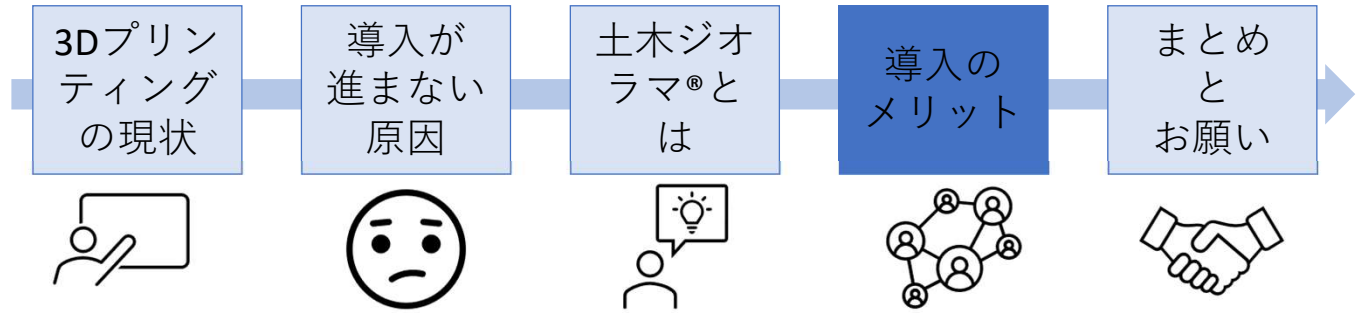 3Dプリン
ティング
の現状
導入が
進まない
原因
土木ジオ
ラマ®と
は
導入の
メリット
まとめ
と
お願い